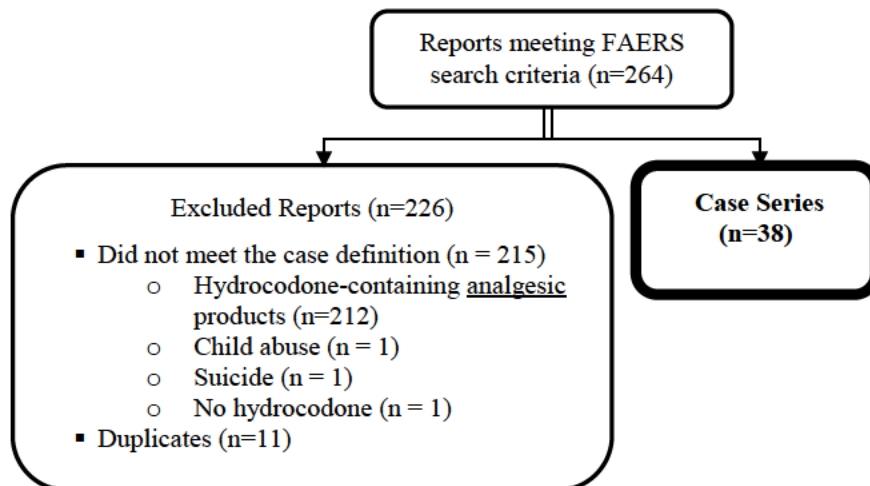 Reports meeting FAERS
search criteria (n=264)
Excluded Reports (n=226)
▪ Did not meet the case definition (n = 215)
o Hydrocodone-containing analgesic
products (n=212)
o Child abuse (n = 1)
o Suicide (n = 1)
o No hydrocodone (n = 1)
▪ Duplicates (n=11)
Case Series
(n=38)